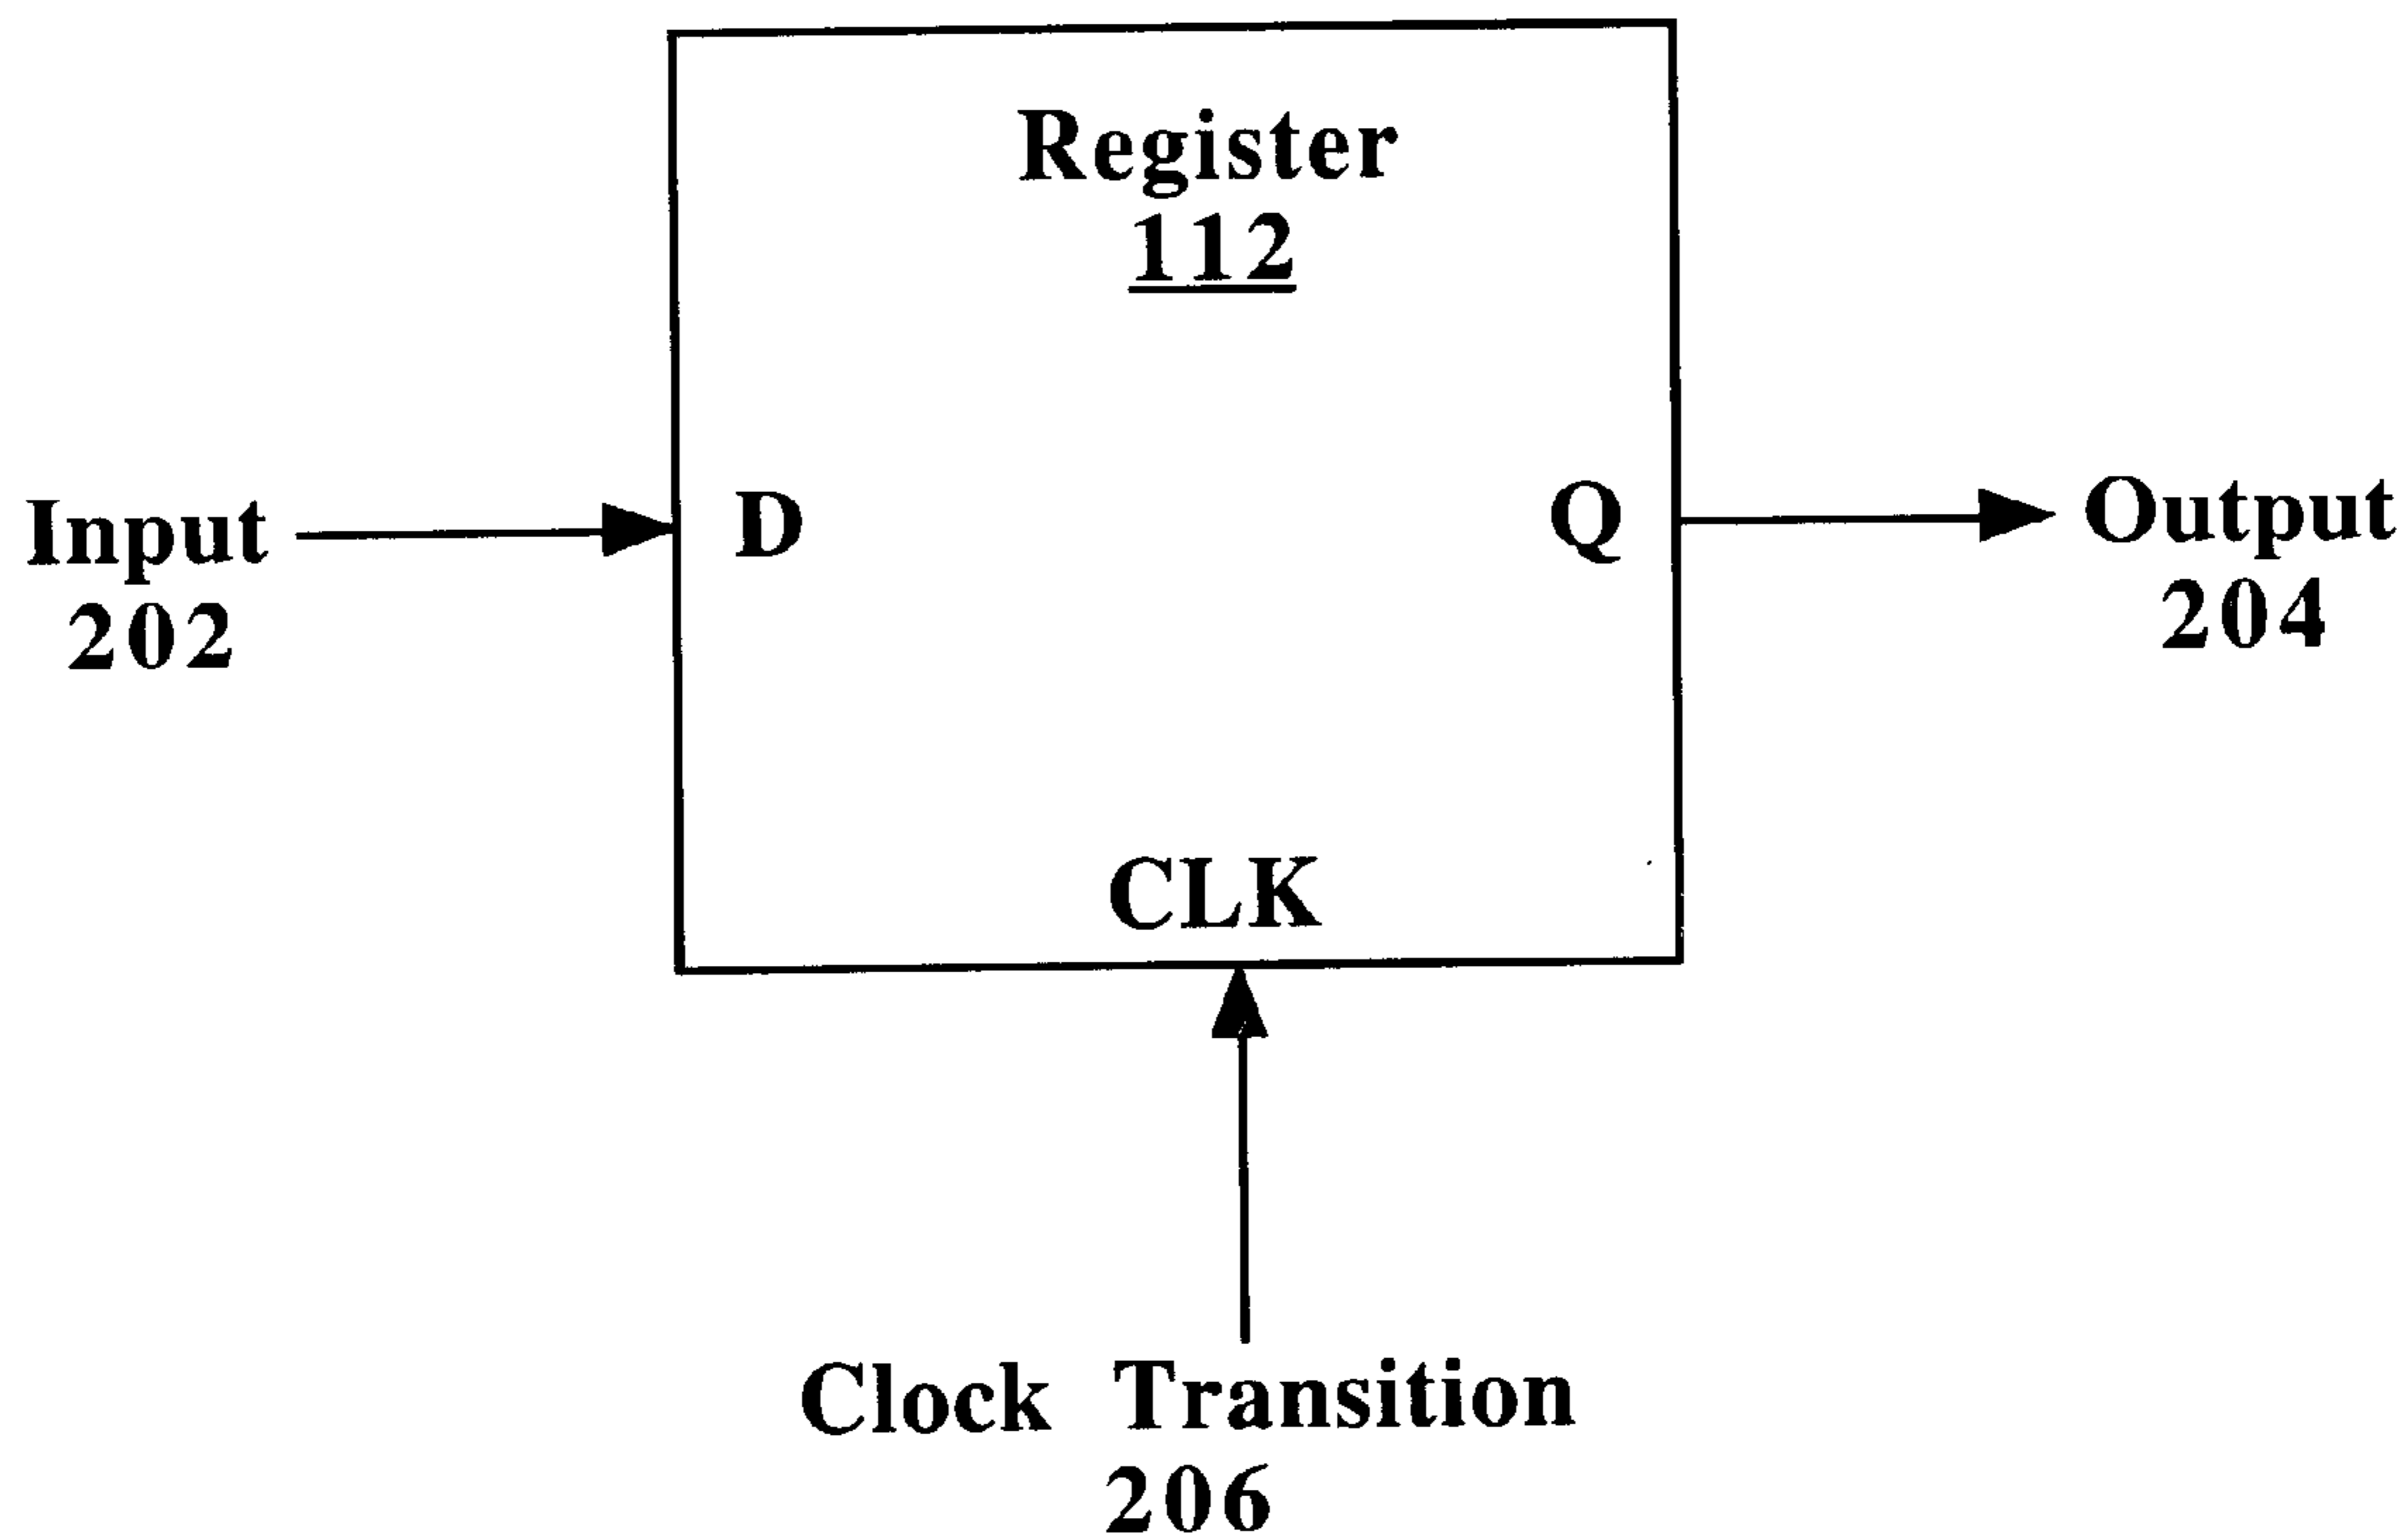 Register
112
Input
202
D
Q
Output
204
CLK
Clock Transition
206